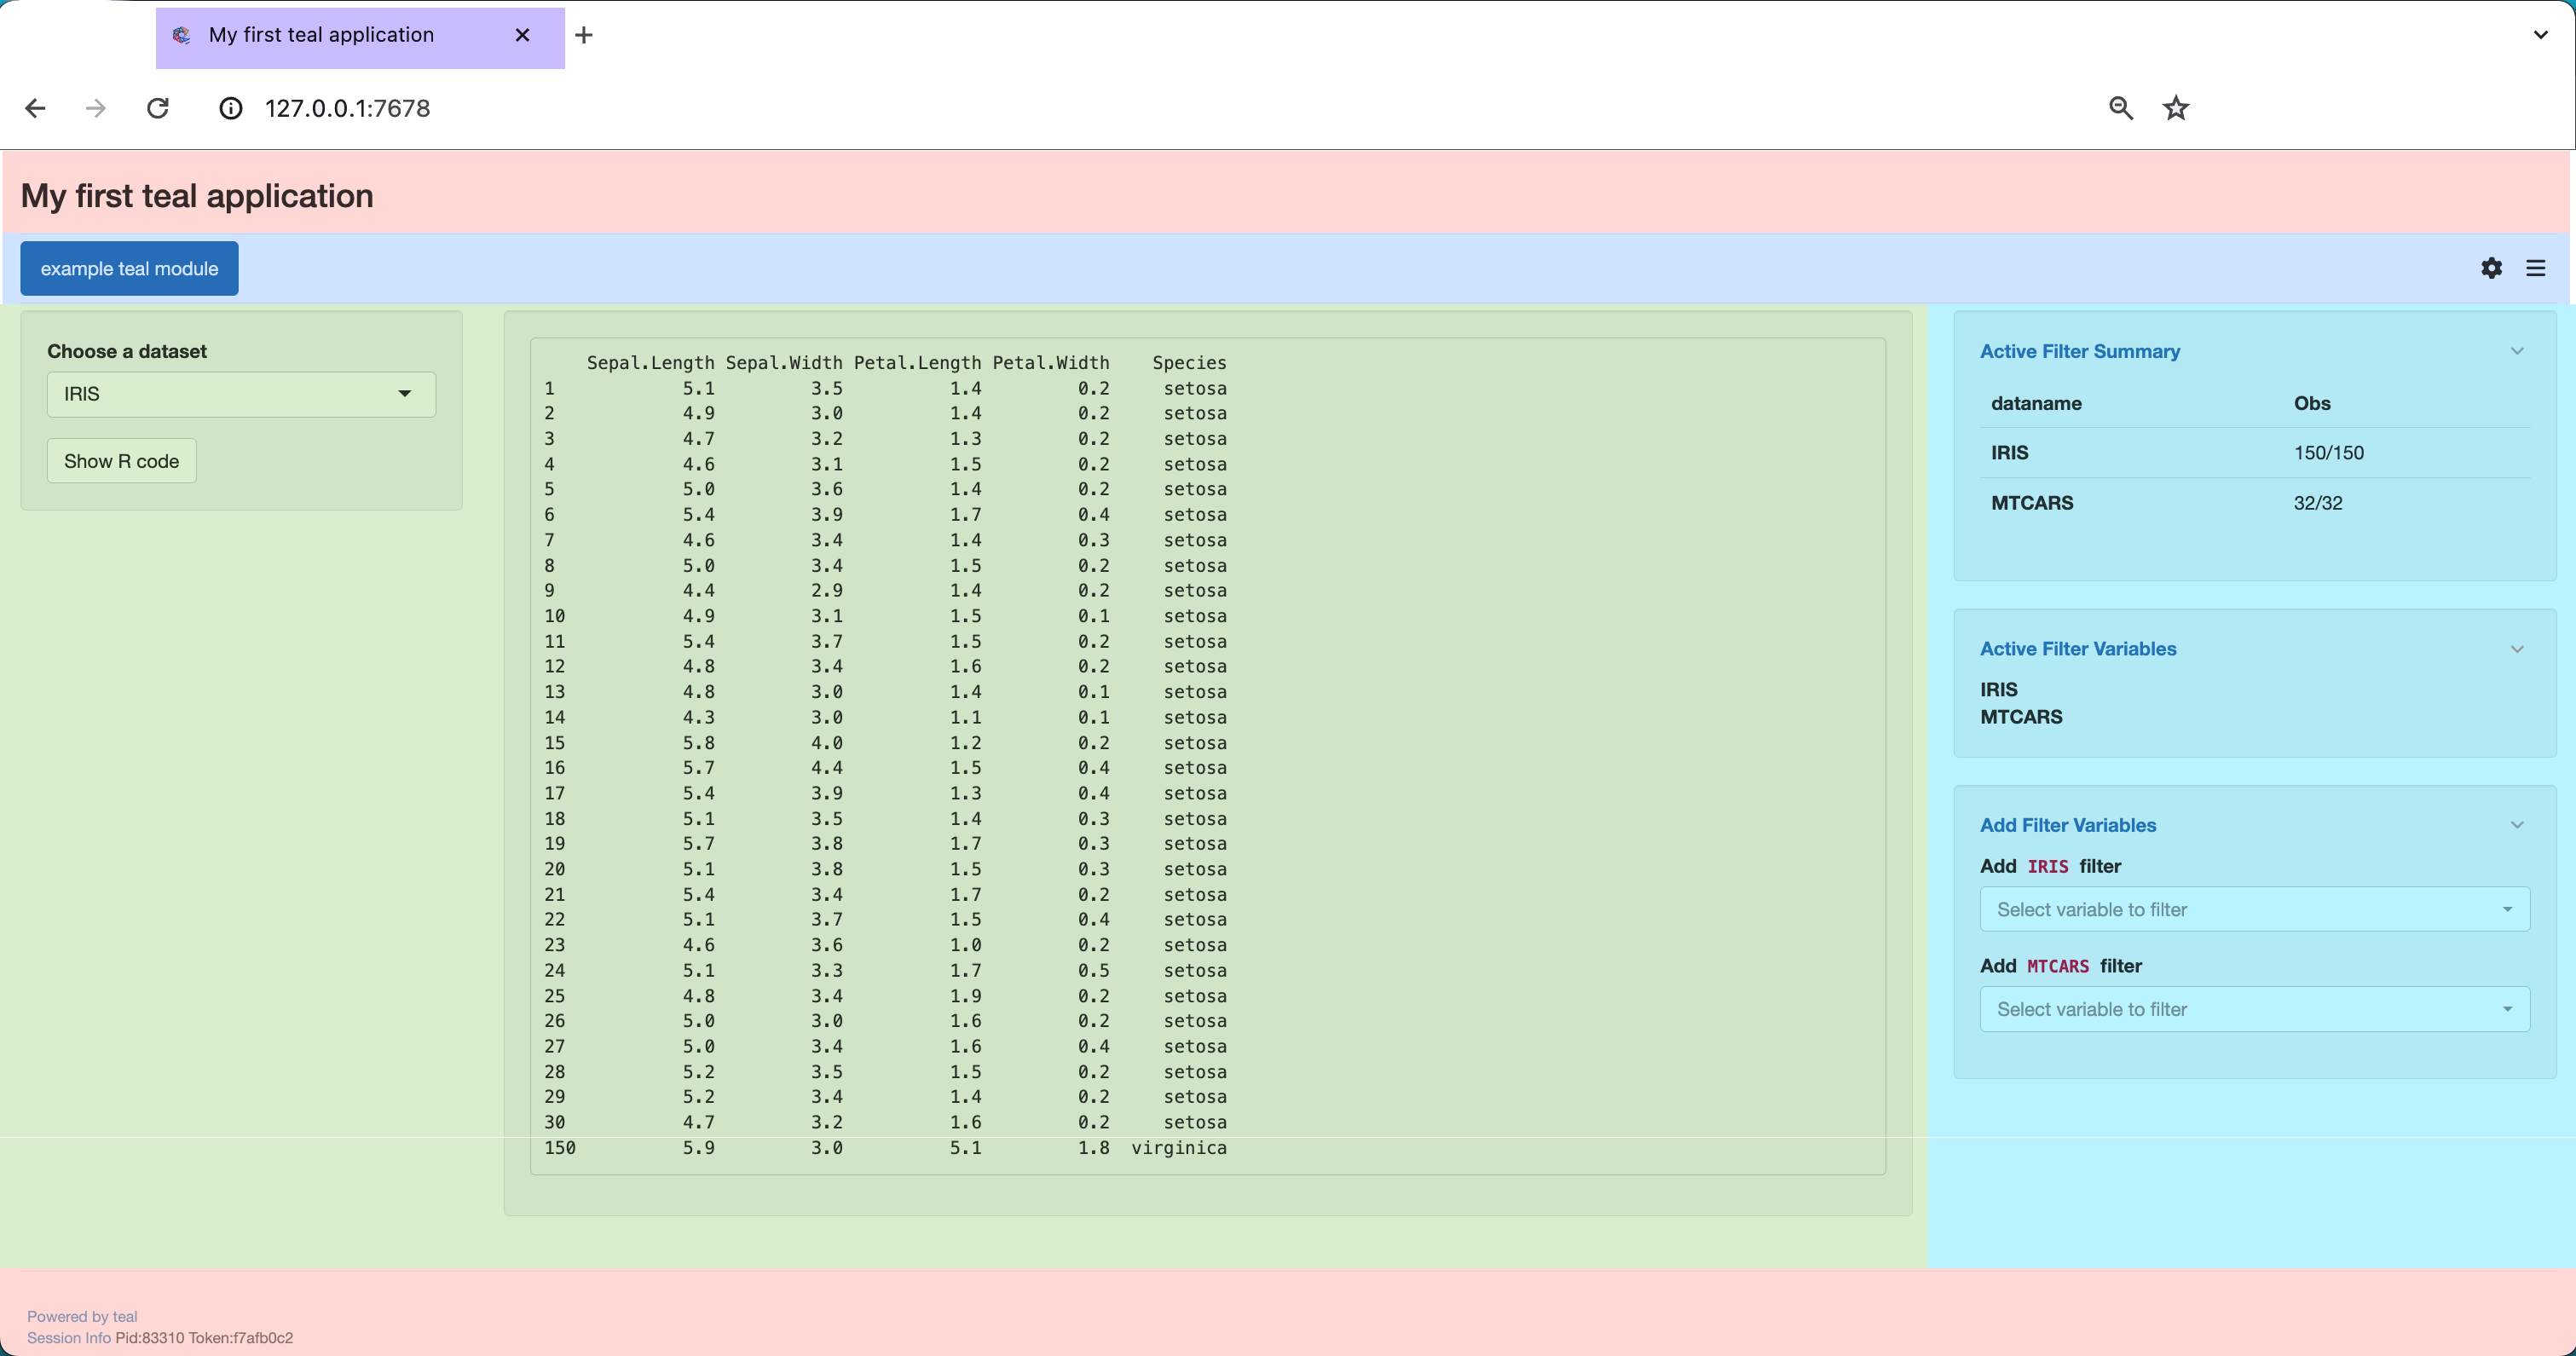 My first teal application
127.0.0.1:7678
My first teal application
example teal module
Choose a dataset
IRIS
Show R code
Sepal.Length Sepal.Width Petal.Length Petal.Width Species
1 5.1 3.5 1.4 0.2 setosa
2 4.9 3.0 1.4 0.2 setosa
3 4.7 3.2 1.3 0.2 setosa
4 4.6 3.1 1.5 0.2 setosa
5 5.0 3.6 1.4 0.2 setosa
6 5.4 3.9 1.7 0.4 setosa
7 4.6 3.4 1.4 0.3 setosa
8 5.0 3.4 1.5 0.2 setosa
9 4.4 2.9 1.4 0.2 setosa
10 4.9 3.1 1.5 0.1 setosa
11 5.4 3.7 1.5 0.2 setosa
12 4.8 3.4 1.6 0.2 setosa
13 4.8 3.0 1.4 0.1 setosa
14 4.3 3.0 1.1 0.1 setosa
15 5.8 4.0 1.2 0.2 setosa
16 5.7 4.4 1.5 0.4 setosa
17 5.4 3.9 1.3 0.4 setosa
18 5.1 3.5 1.4 0.3 setosa
19 5.7 3.8 1.7 0.3 setosa
20 5.1 3.8 1.5 0.3 setosa
21 5.4 3.4 1.7 0.2 setosa
22 5.1 3.7 1.5 0.4 setosa
23 4.6 3.6 1.0 0.2 setosa
24 5.1 3.3 1.7 0.5 setosa
25 4.8 3.4 1.9 0.2 setosa
26 5.0 3.0 1.6 0.2 setosa
27 5.0 3.4 1.6 0.4 setosa
28 5.2 3.5 1.5 0.2 setosa
29 5.2 3.4 1.4 0.2 setosa
30 4.7 3.2 1.6 0.2 setosa
150 5.9 3.0 5.1 1.8 virginica
Active Filter Summary
dataname Obs
IRIS 150/150
MTCARS 32/32
Active Filter Variables
IRIS
MTCARS
Add Filter Variables
Add IRIS filter
Select variable to filter
Add MTCARS filter
Select variable to filter
Powered by teal
Session Info Pid:83310 Token:f7afb0c2